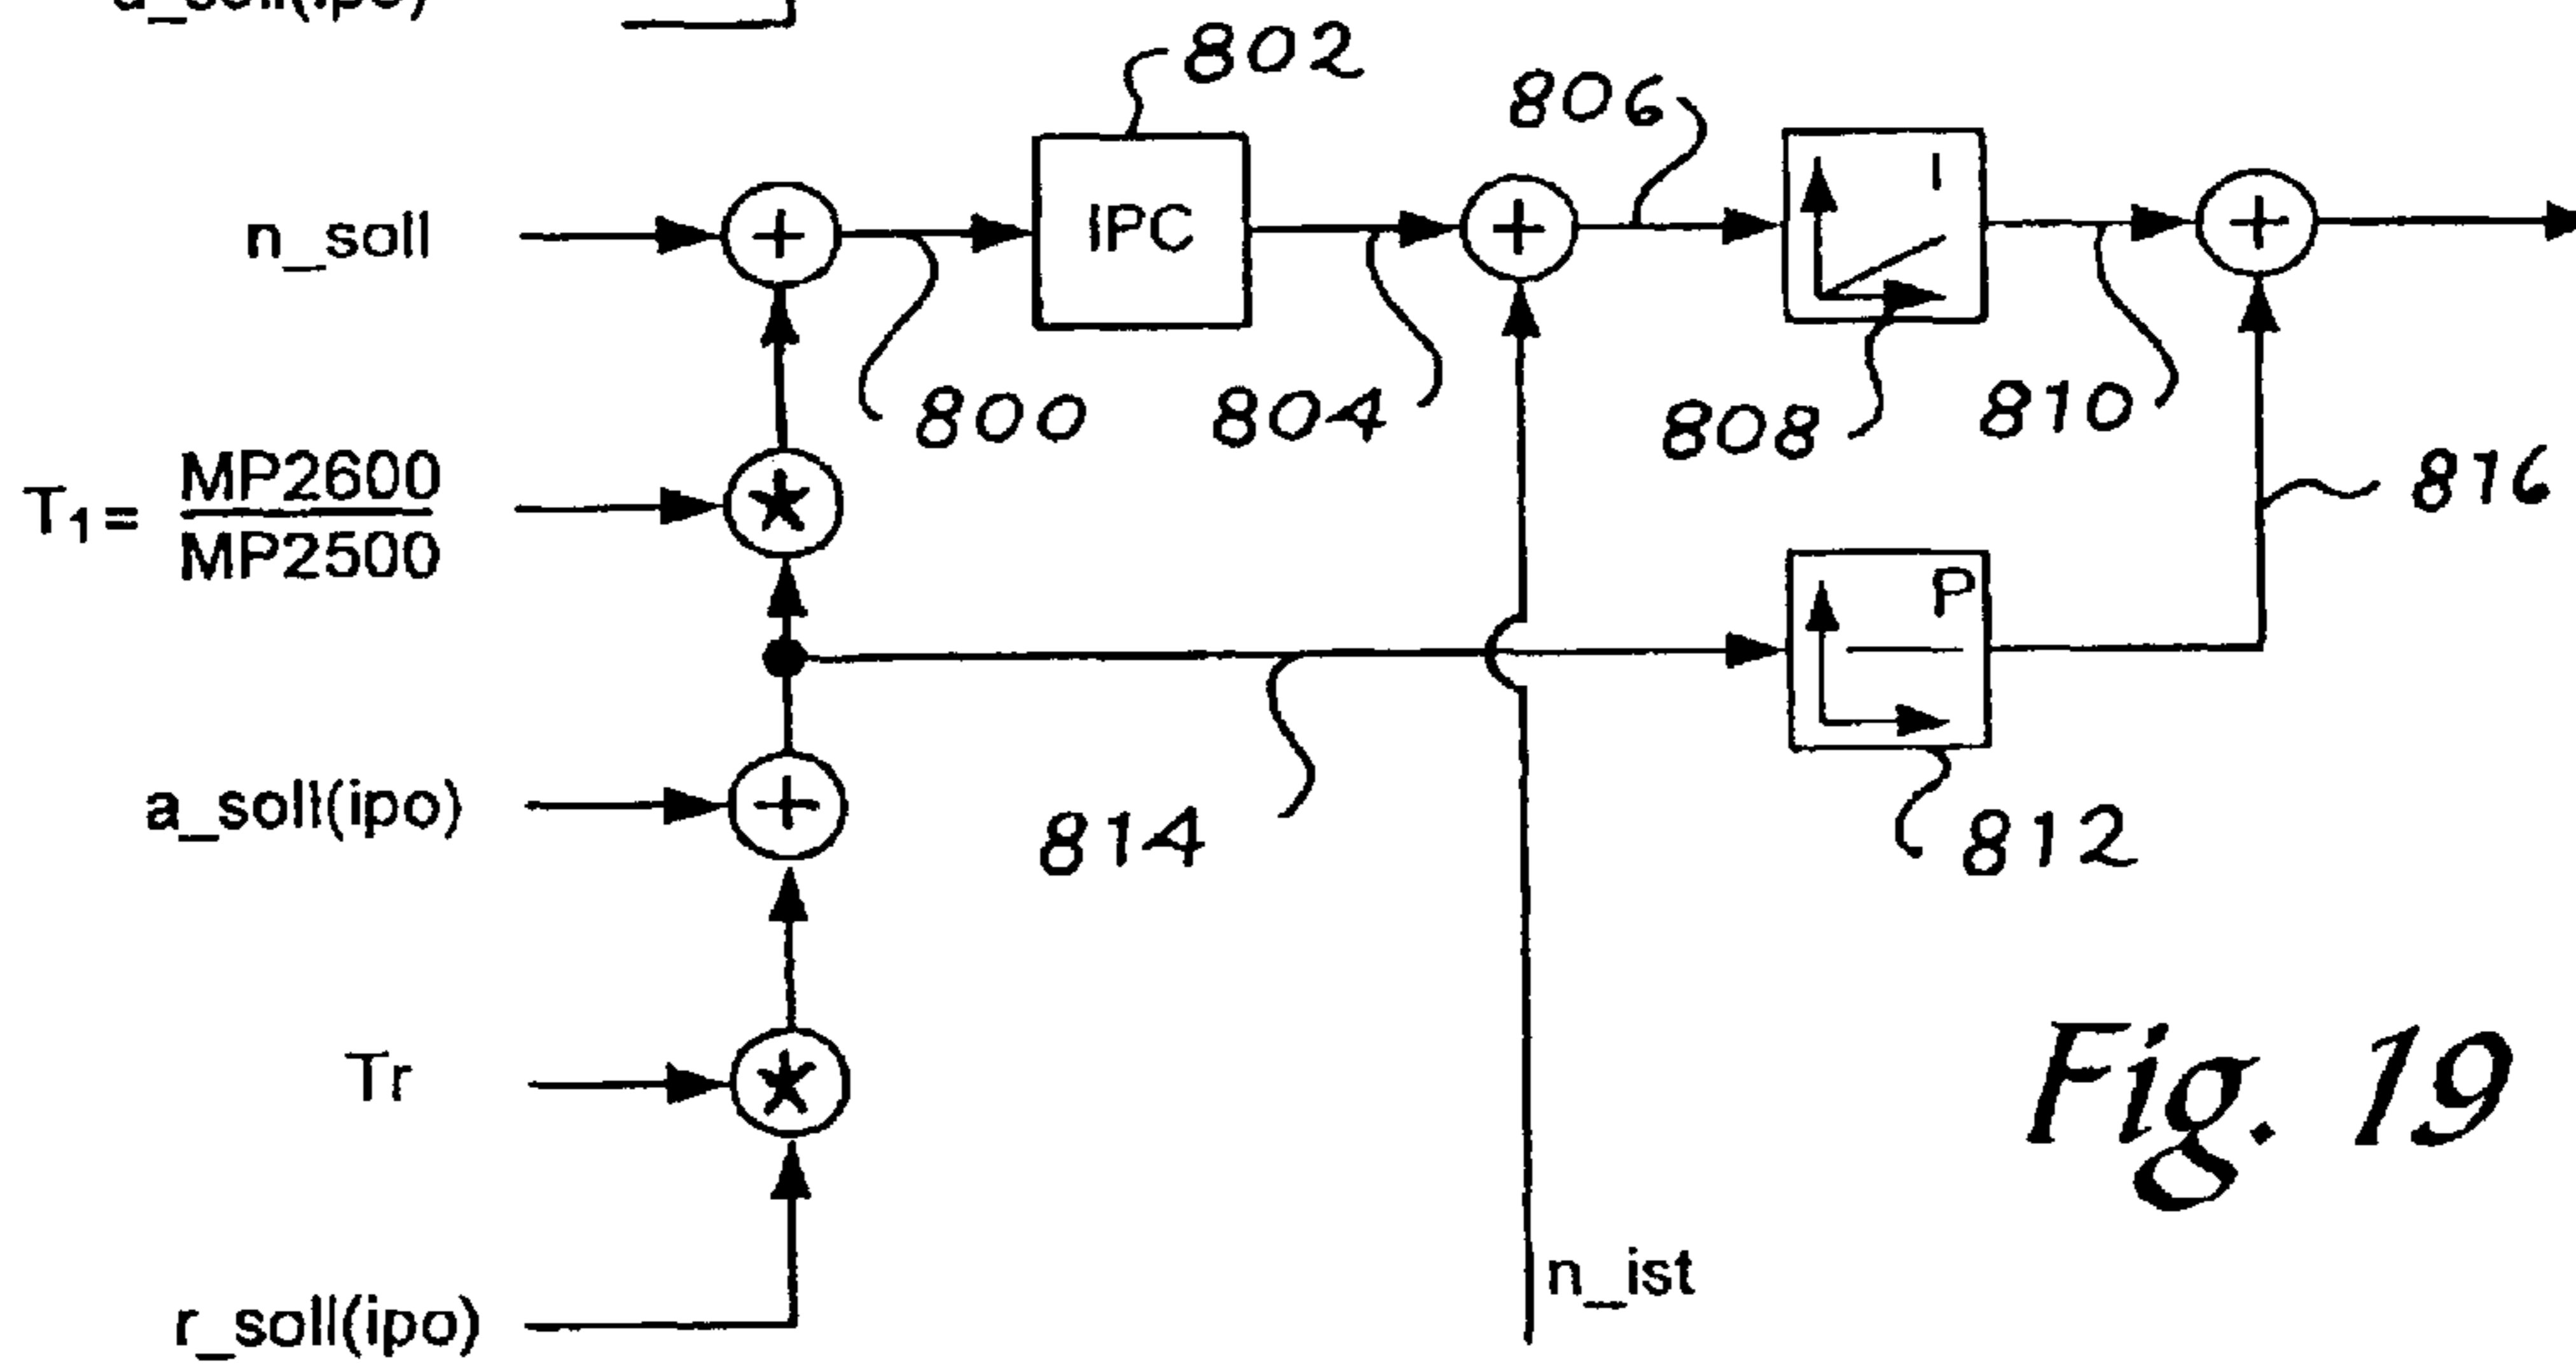 802
806
n_soll
IPC
I
800
804
808
810
T₁= MP2600
MP2500
816
P
a_soll(ipo)
814
812
Tr
Fig. 19
n_ist
r_soll(ipo)